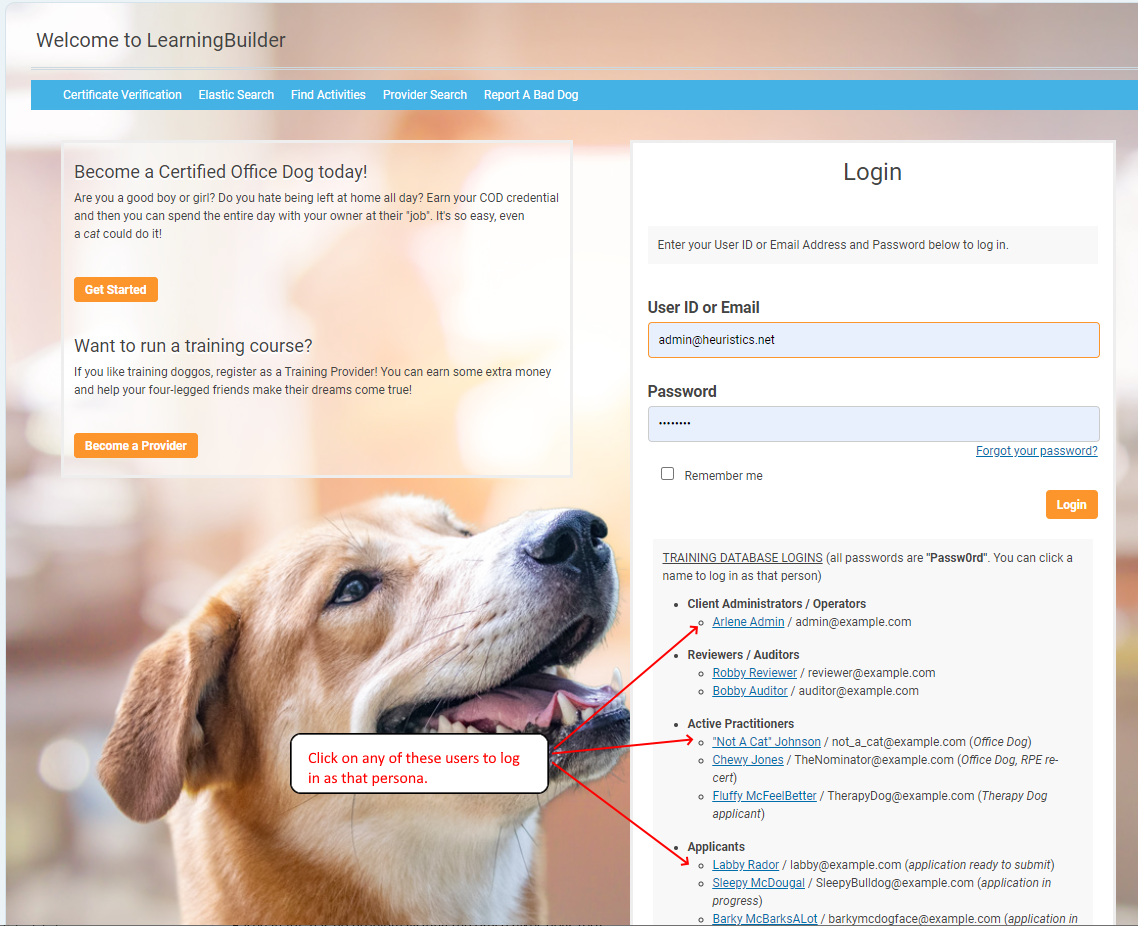 Welcome to LearningBuilder
Certificate Verification Elastic Search Find Activities Provider Search Report A Bad Dog
Become a Certified Office Dog today!
Are you a good boy or girl? Do you hate being left at home all day? Earn your COD credential
and then you can spend the entire day with your owner at their "job". It's so easy, even
a cat could do it!
Get Started
Want to run a training course?
If you like training doggos, register as a Training Provider! You can earn some extra money
and help your four-legged friends make their dreams come true!
Become a Provider
Click on any of these users to log
in as that persona.
Login
Enter your User ID or Email Address and Password below to log in.
User ID or Email
admin@heuristics.net
Password
••••••••
Forgot your password?
Remember me
Login
TRAINING DATABASE LOGINS (all passwords are "Passw0rd". You can click a
name to log in as that person)
• Client Administrators / Operators
◦ Arlene Admin / admin@example.com
• Reviewers / Auditors
◦ Robby Reviewer / reviewer@example.com
◦ Bobby Auditor / auditor@example.com
• Active Practitioners
◦ "Not A Cat" Johnson / not_a_cat@example.com (Office Dog)
◦ Chewy Jones / TheNominator@example.com (Office Dog, RPE re-
cert)
◦ Fluffy McFeelBetter / TherapyDog@example.com (Therapy Dog
applicant)
• Applicants
◦ Labby Rador / labby@example.com (application ready to submit)
◦ Sleepy McDougal / SleepyBulldog@example.com (application in
progress)
◦ Barky McBarksALot / barkymcdogface@example.com (application in